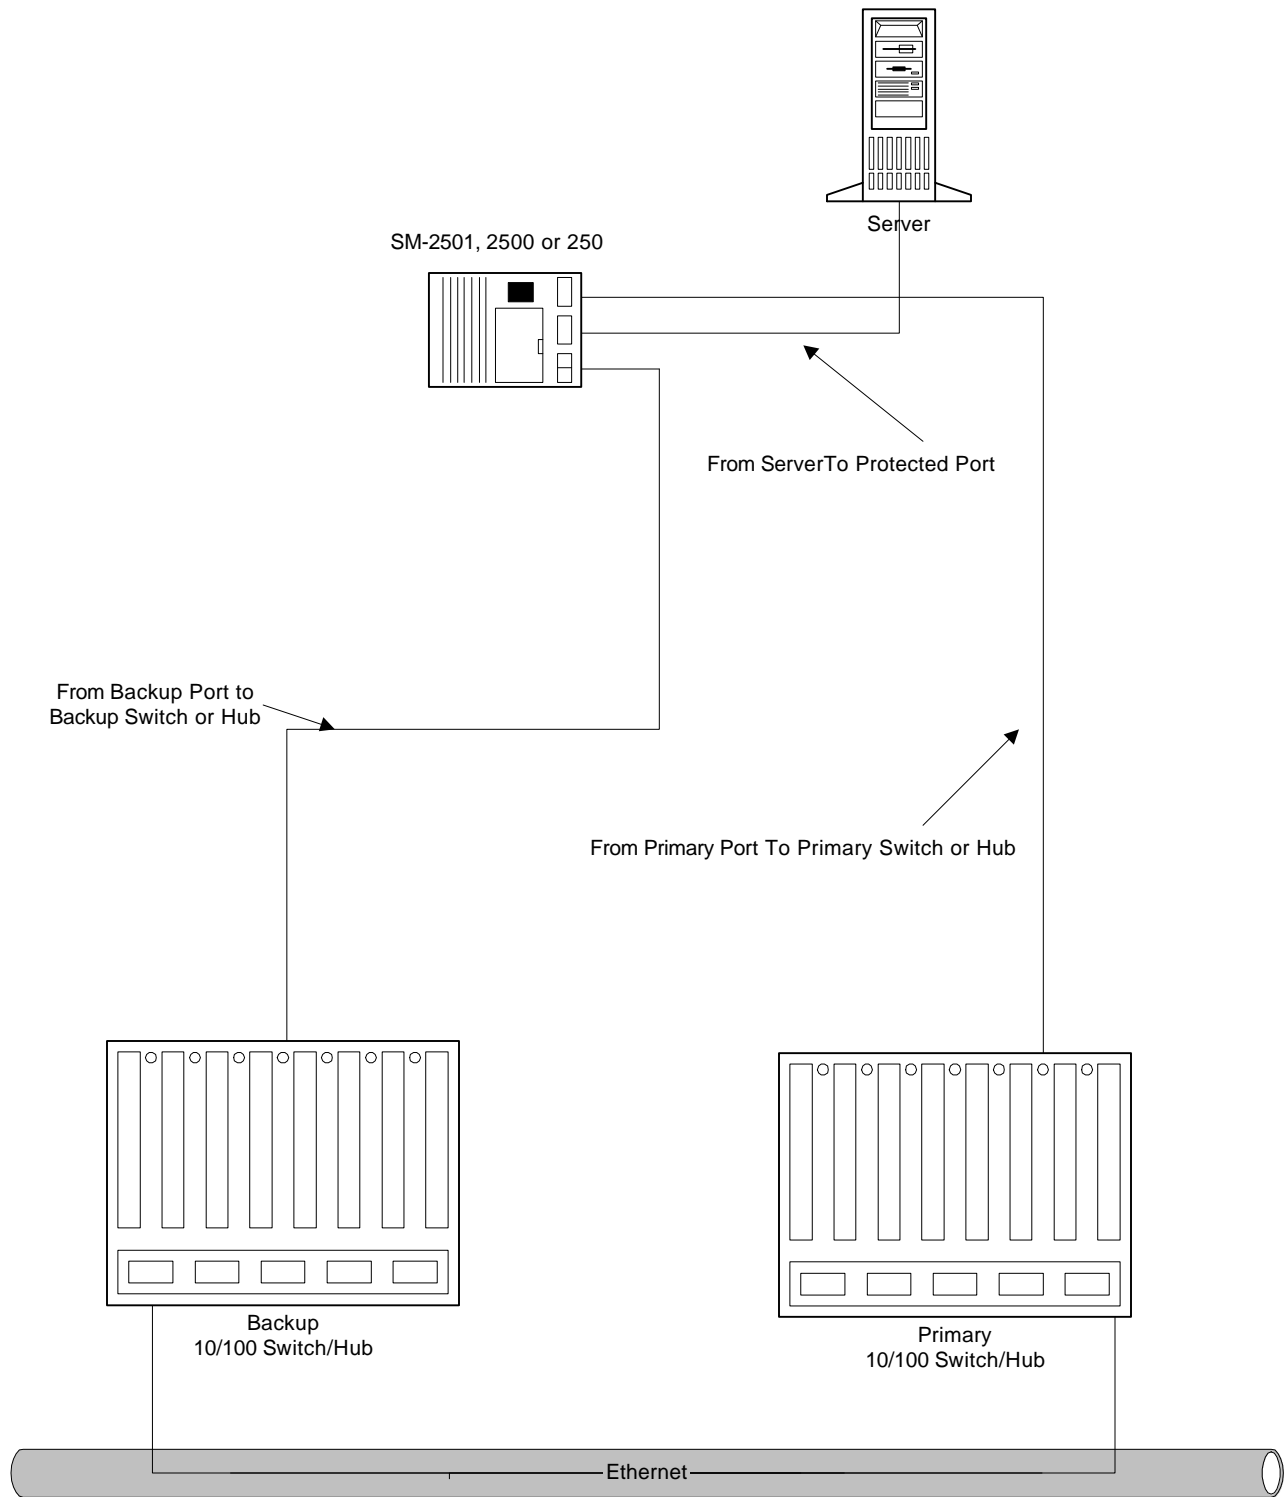 Server
SM-2501, 2500 or 250
From ServerTo Protected Port
From Backup Port to
Backup Switch or Hub
From Primary Port To Primary Switch or Hub
Backup
10/100 Switch/Hub
Primary
10/100 Switch/Hub
Ethernet